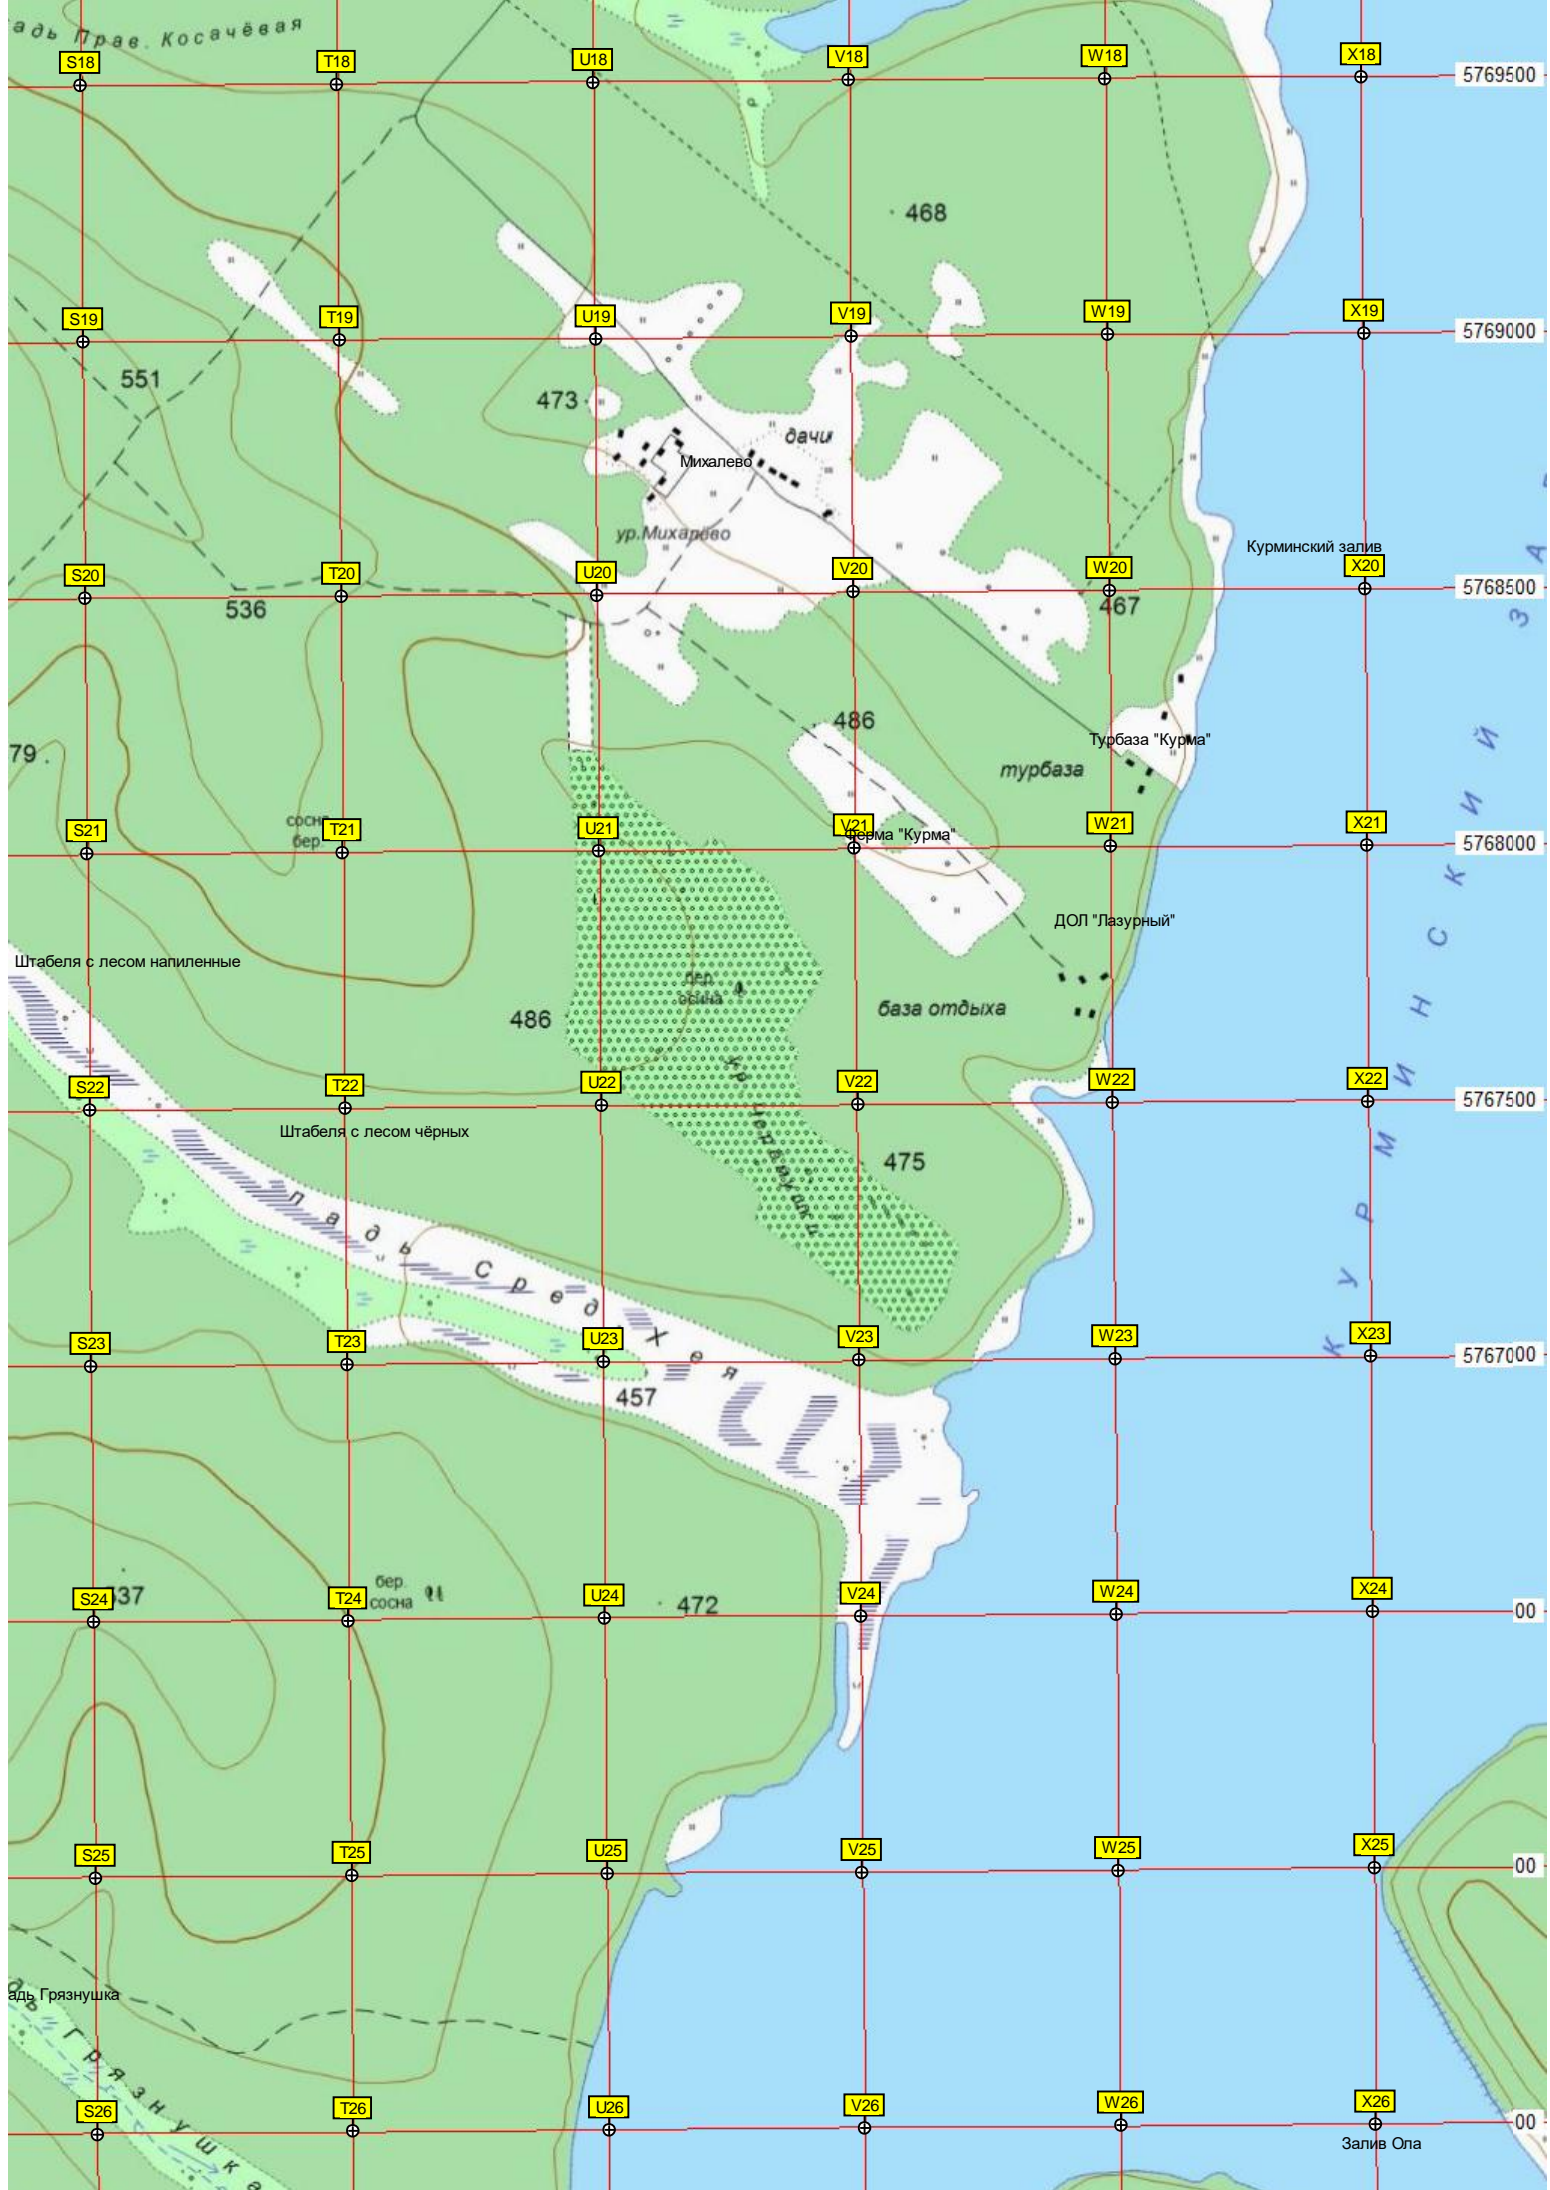 адь Прав. Косачёвая
S18 T18 U18 V18 W18 X18
5769500
468
S19 T19 U19 V19 W19 X19
5769000
551
473
дачи
Михалево
ур.Михалёво
Курминский залив
S20 T20 U20 V20 W20 X20
5768500
536
467
486
79
Турбаза "Курма"
турбаза
сосна
бер.
S21 T21 U21 V21 W21 X21
5768000
Ферма "Курма"
ДОЛ "Лазурный"
Штабеля с лесом напиленные
бер.
осина
база отдыха
486
S22 T22 U22 V22 W22 X22
5767500
Штабеля с лесом чёрных
475
падь Сред Хея
КУРМИНСКИЙ ЗА
S23 T23 U23 V23 W23 X23
5767000
457
бер.
сосна
37
472
S24 T24 U24 V24 W24 X24
00
S25 T25 U25 V25 W25 X25
00
адь Грязнушка
дь Грязнушка
S26 T26 U26 V26 W26 X26
00
Залив Ола